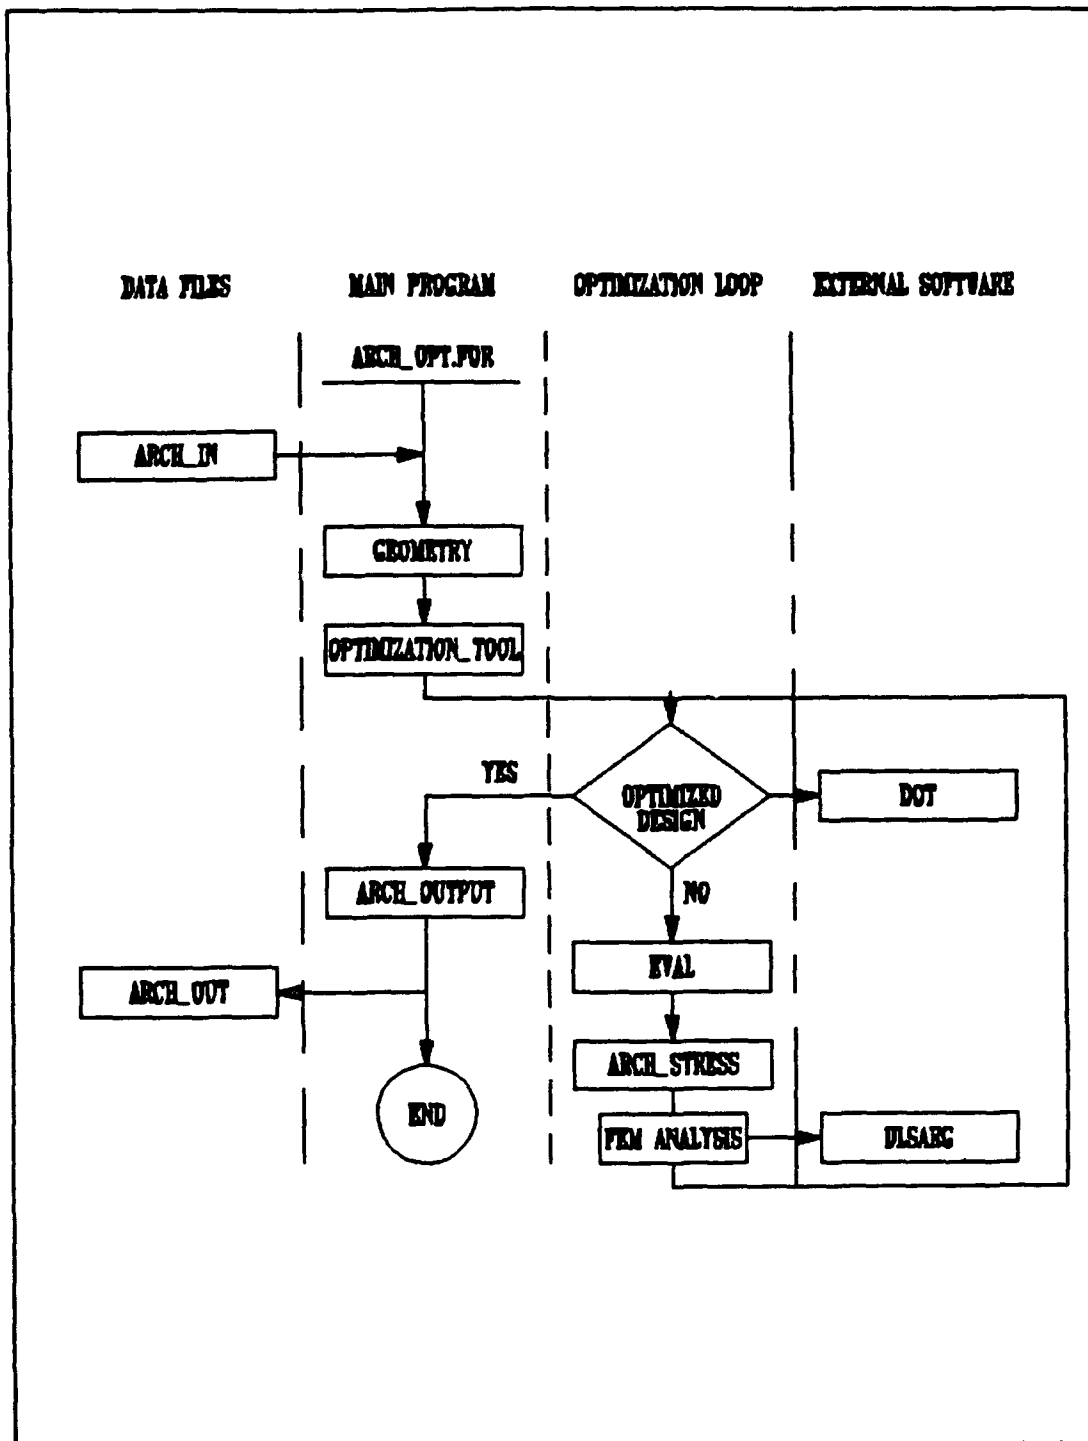 DATA FILES
MAIN PROGRAM
OPTIMIZATION LOOP
EXTERNAL SOFTWARE
ARCH_OPT.FOR
ARCH_IN
GEOMETRY
OPTIMIZATION_TOOL
YES
OPTIMIZED
DESIGN
DOT
ARCH_OUTPUT
NO
EVAL
ARCH_OUT
ARCH_STRESS
END
FEM ANALYSIS
DLSARG